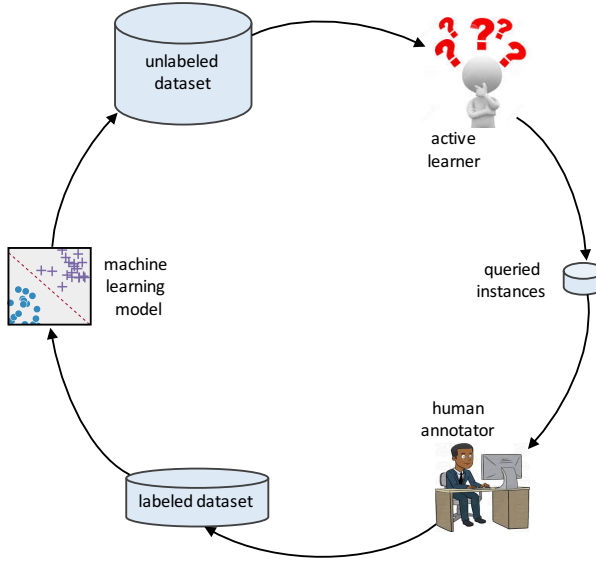 unlabeled
dataset
active
learner
queried
instances
human
annotator
labeled dataset
machine
learning
model